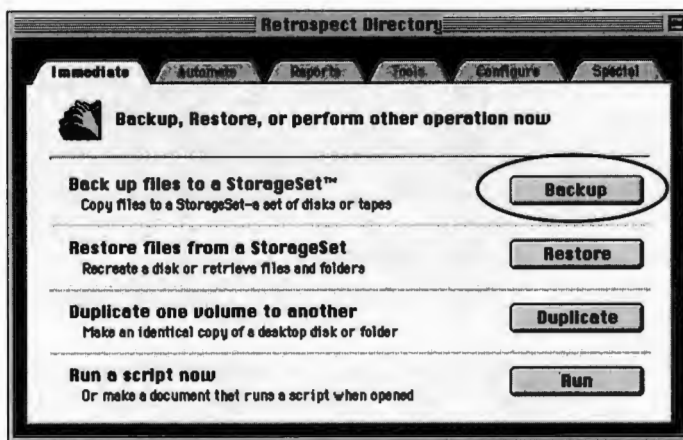 Retrospect Directory
Immediate Automate Reports Tools Configure Special
Backup, Restore, or perform other operation now
Back up files to a StorageSet™
Copy files to a StorageSet–a set of disks or tapes
Backup
Restore files from a StorageSet
Recreate a disk or retrieve files and folders
Restore
Duplicate one volume to another
Make an identical copy of a desktop disk or folder
Duplicate
Run a script now
Or make a document that runs a script when opened
Run